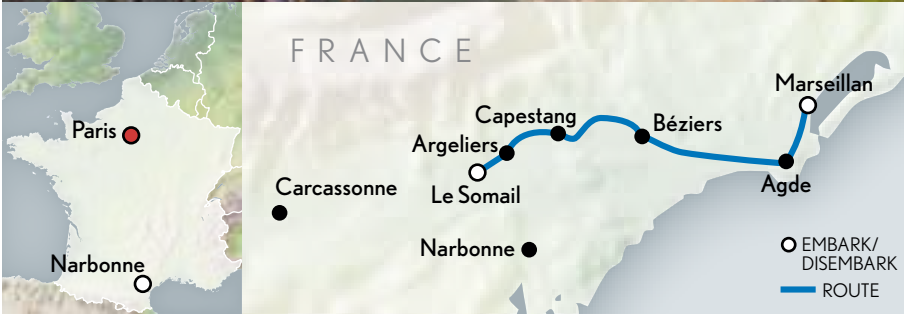 Paris
Narbonne
FRANCE
Marseillan
Capestang
Béziers
Argeliers
Le Somail
Agde
Carcassonne
Narbonne
EMBARK/
DISEMBARK
ROUTE